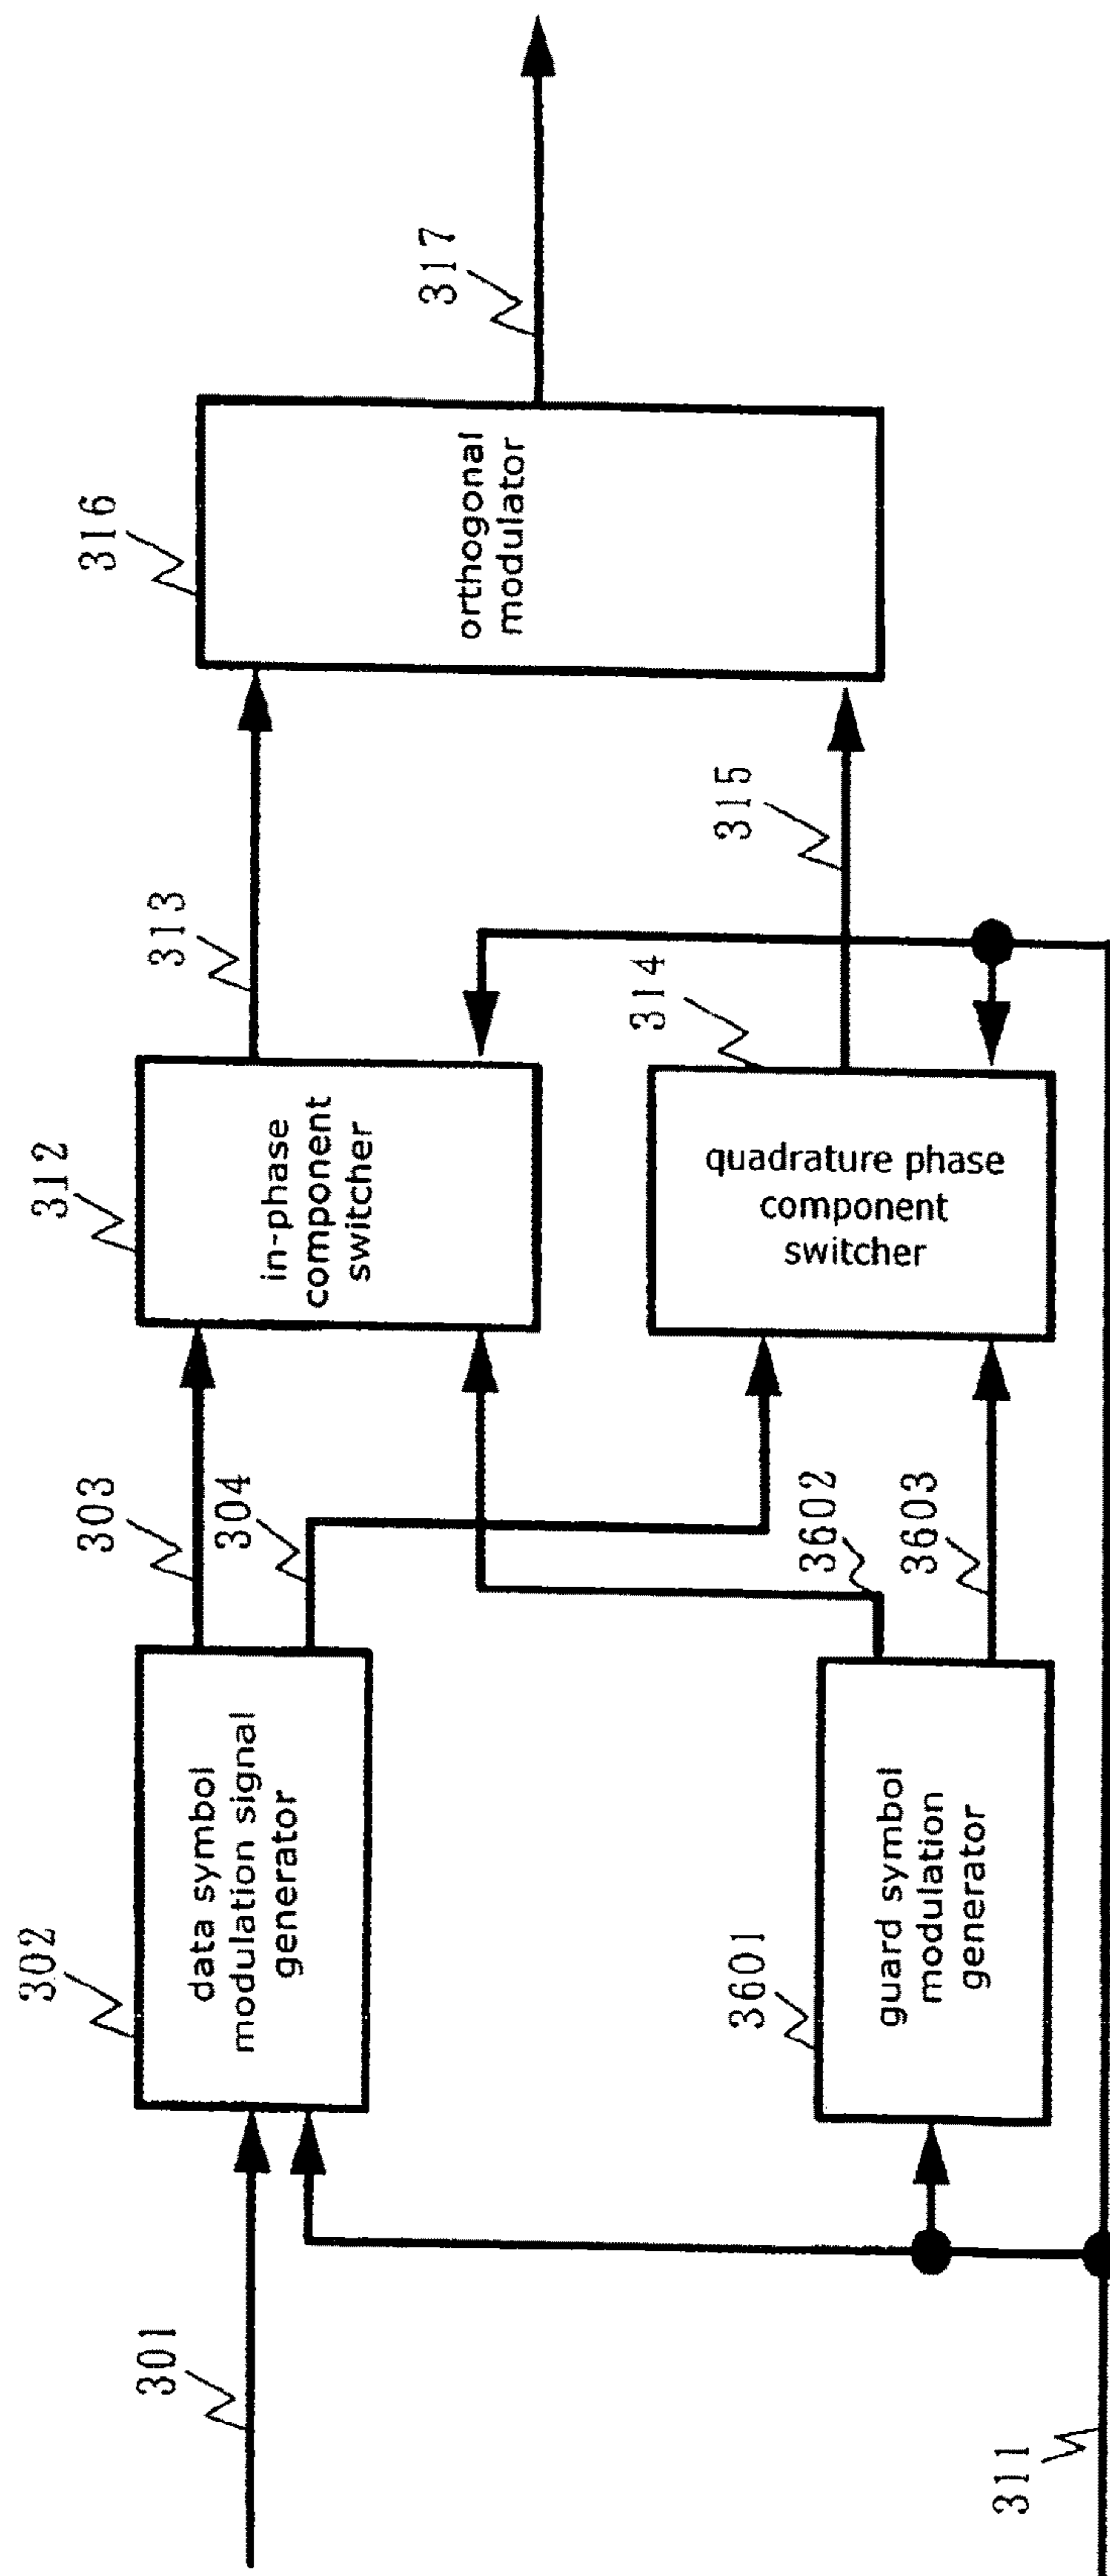 317
316
orthogonal
modulator
315
313
314
312
in-phase
component
switcher
quadrature phase
component
switcher
303
304
3602
3603
302
data symbol
modulation signal
generator
3601
guard symbol
modulation
generator
301
311